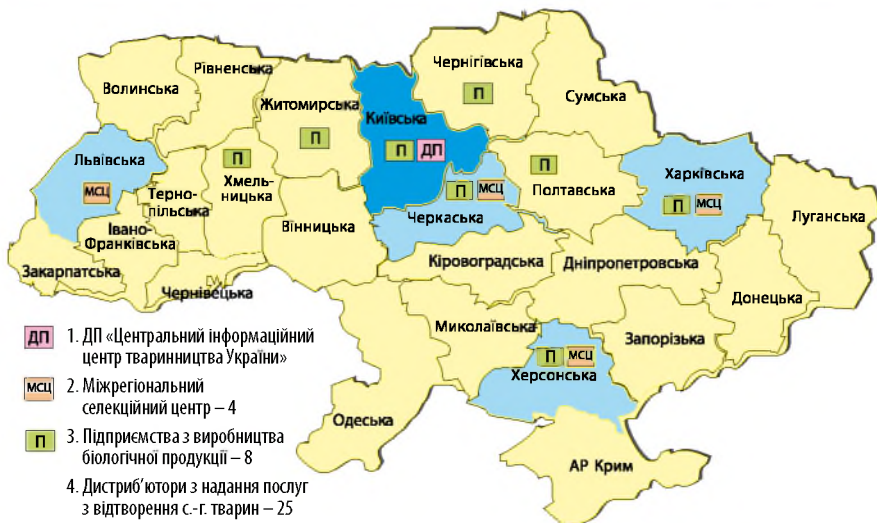 Волинська
Рівненська
Житомирська
П
Київська
П ДП
Чернігівська
П
Сумська
Львівська
МСЦ
Терно-
пільська
П
Хмель-
ницька
Вінницька
П МСЦ
Черкаська
П
Полтавська
Харківська
П МСЦ
Луганська
Івано-
Франківська
Закарпатська
Чернівецька
Кіровоградська
Дніпропетровська
Донецька
Миколаївська
Запорізька
П МСЦ
Херсонська
Одеська
АР Крим
ДП 1. ДП «Центральний інформаційний
центр тваринництва України»
МСЦ 2. Міжрегіональний
селекційний центр – 4
П 3. Підприємства з виробництва
біологічної продукції – 8
4. Дистриб’ютори з надання послуг
з відтворення с.-г. тварин – 25